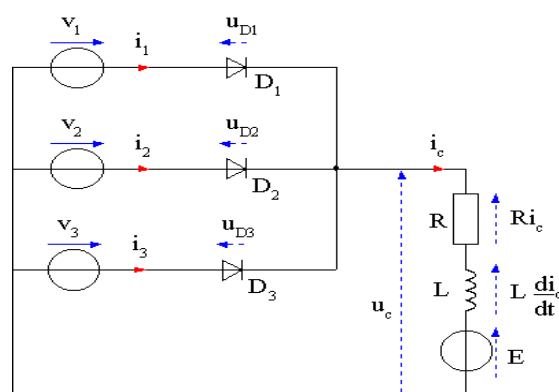 v1
i1
uD1
D1
v2
i2
uD2
D2
ic
v3
i3
uD3
D3
R
Ric
uc
L
L dic/dt
E